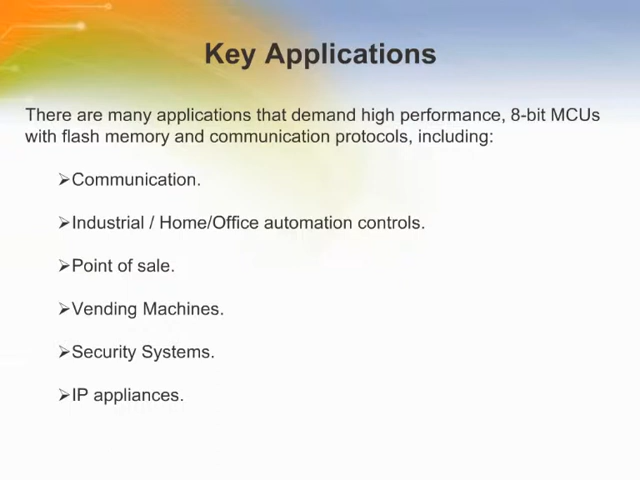 Key Applications
There are many applications that demand high performance, 8-bit MCUs
with flash memory and communication protocols, including:
➢Communication.
➢Industrial / Home/Office automation controls.
➢Point of sale.
➢Vending Machines.
➢Security Systems.
➢IP appliances.